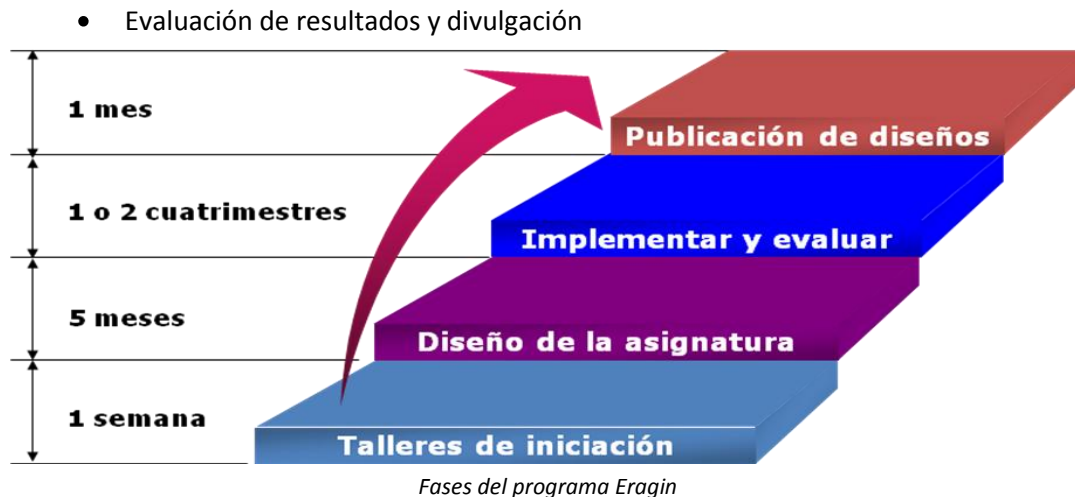 • Evaluación de resultados y divulgación
1 mes
Publicación de diseños
1 o 2 cuatrimestres
Implementar y evaluar
5 meses
Diseño de la asignatura
1 semana
Talleres de iniciación
Fases del programa Eragin